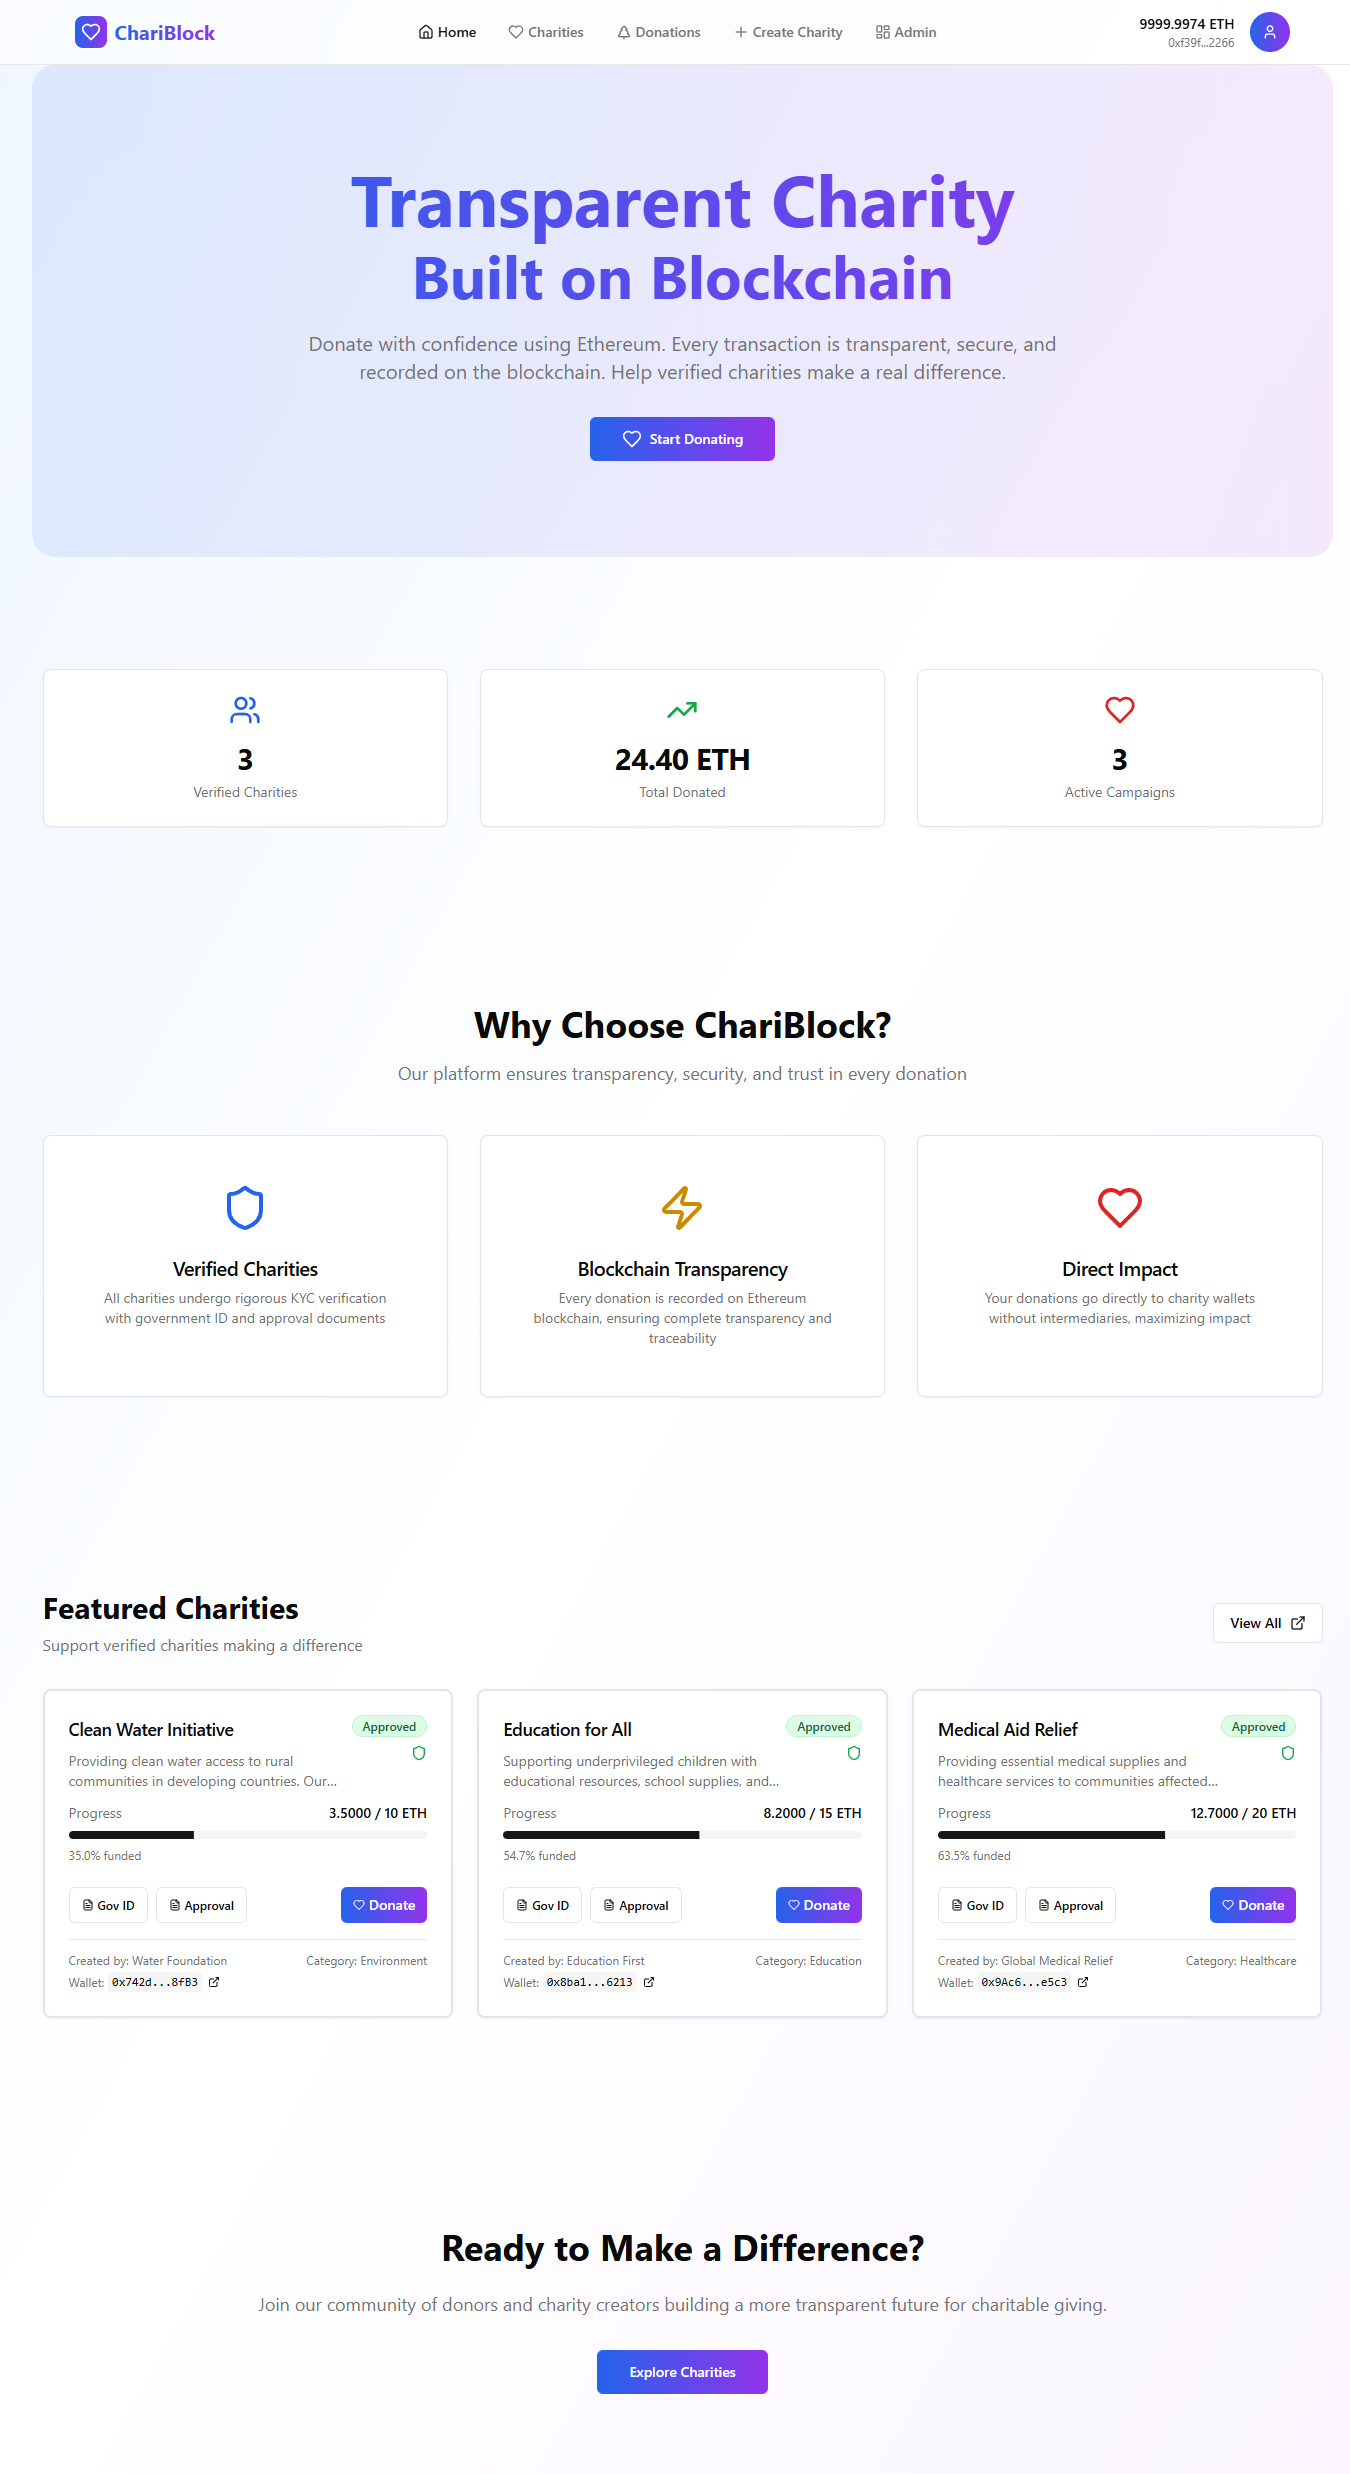 ChariBlock
Home
Charities
Donations
Create Charity
Admin
9999.9974 ETH
0xf39f...2266
Transparent Charity
Built on Blockchain
Donate with confidence using Ethereum. Every transaction is transparent, secure, and
recorded on the blockchain. Help verified charities make a real difference.
Start Donating
3
Verified Charities
24.40 ETH
Total Donated
3
Active Campaigns
Why Choose ChariBlock?
Our platform ensures transparency, security, and trust in every donation
Verified Charities
All charities undergo rigorous KYC verification
with government ID and approval documents
Blockchain Transparency
Every donation is recorded on Ethereum
blockchain, ensuring complete transparency and
traceability
Direct Impact
Your donations go directly to charity wallets
without intermediaries, maximizing impact
Featured Charities
Support verified charities making a difference
View All
Clean Water Initiative
Approved
Providing clean water access to rural
communities in developing countries. Our...
Progress
3.5000 / 10 ETH
35.0% funded
Gov ID
Approval
Donate
Created by: Water Foundation
Category: Environment
Wallet: 0x742d...8fB3
Education for All
Approved
Supporting underprivileged children with
educational resources, school supplies, and...
Progress
8.2000 / 15 ETH
54.7% funded
Gov ID
Approval
Donate
Created by: Education First
Category: Education
Wallet: 0x8ba1...6213
Medical Aid Relief
Approved
Providing essential medical supplies and
healthcare services to communities affected...
Progress
12.7000 / 20 ETH
63.5% funded
Gov ID
Approval
Donate
Created by: Global Medical Relief
Category: Healthcare
Wallet: 0x9Ac6...e5c3
Ready to Make a Difference?
Join our community of donors and charity creators building a more transparent future for charitable giving.
Explore Charities